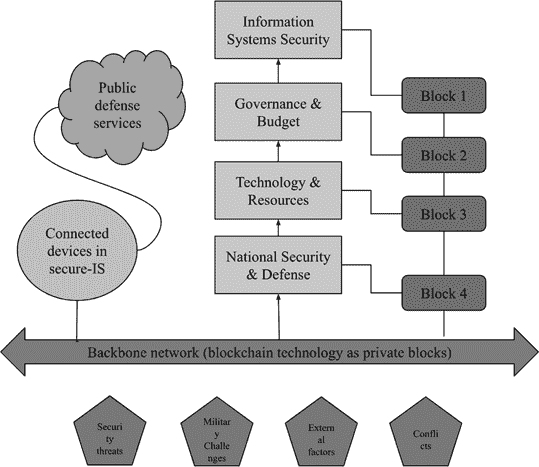 Information
Systems Security
Public
defense
services
Governance &
Budget
Block 1
Block 2
Technology &
Resources
Block 3
Connected
devices in
secure-IS
National Security
& Defense
Block 4
Backbone network (blockchain technology as private blocks)
Securi
ty
threats
Militar
y Challe
nges
Extern
al
factors
Confli
cts